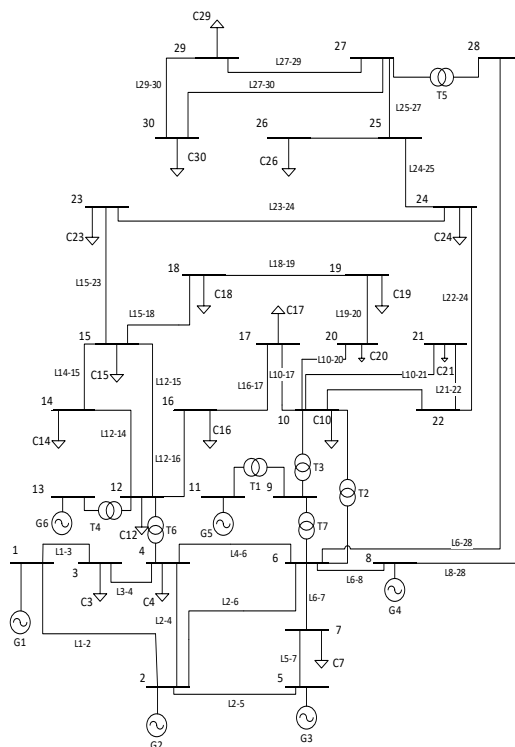 C29
29
27
28
L27-29
T5
L29-30
L27-30
L25-27
30
26
25
C30
C26
L24-25
23
24
L23-24
C23
C24
18
L18-19
19
L15-23
L22-24
C18
C19
L15-18
C17
L19-20
15
17
20
21
L10-20
C20
L14-15
C15
L16-17
L10-17
L10-21
C21
L12-15
L21-22
14
16
10
C10
22
C14
L12-14
C16
L12-16
T3
T1
T2
13
12
11
9
G6
T4
C12
T6
G5
T7
1
4
6
8
L1-3
L4-6
L6-28
3
L3-4
L6-8
L8-28
C3
C4
G4
G1
L2-4
L2-6
L6-7
7
L1-2
L5-7
C7
2
5
L2-5
G2
G3